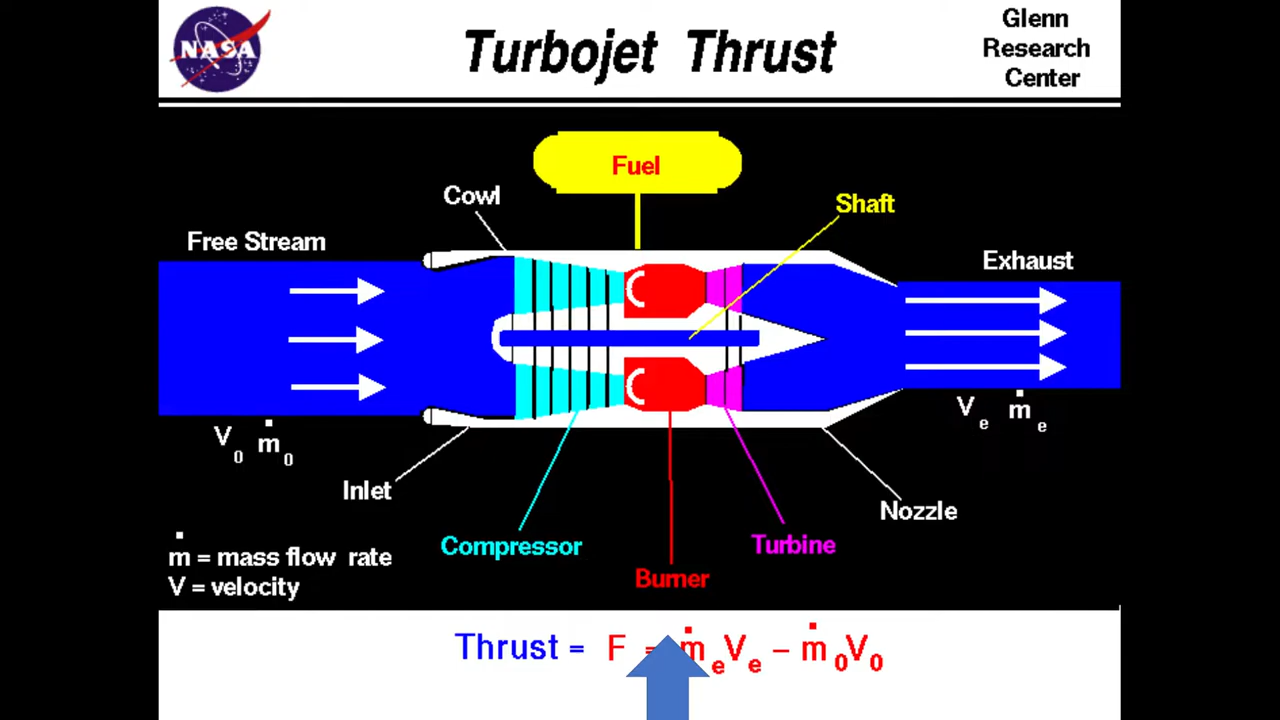 NASA
Turbojet Thrust
Glenn
Research
Center
Fuel
Cowl
Shaft
Free Stream
Exhaust
V₀ ṁ₀
Vₑ ṁₑ
Inlet
Nozzle
Compressor
Turbine
Burner
ṁ = mass flow rate
V = velocity
Thrust = F = ṁₑVₑ – ṁ₀V₀